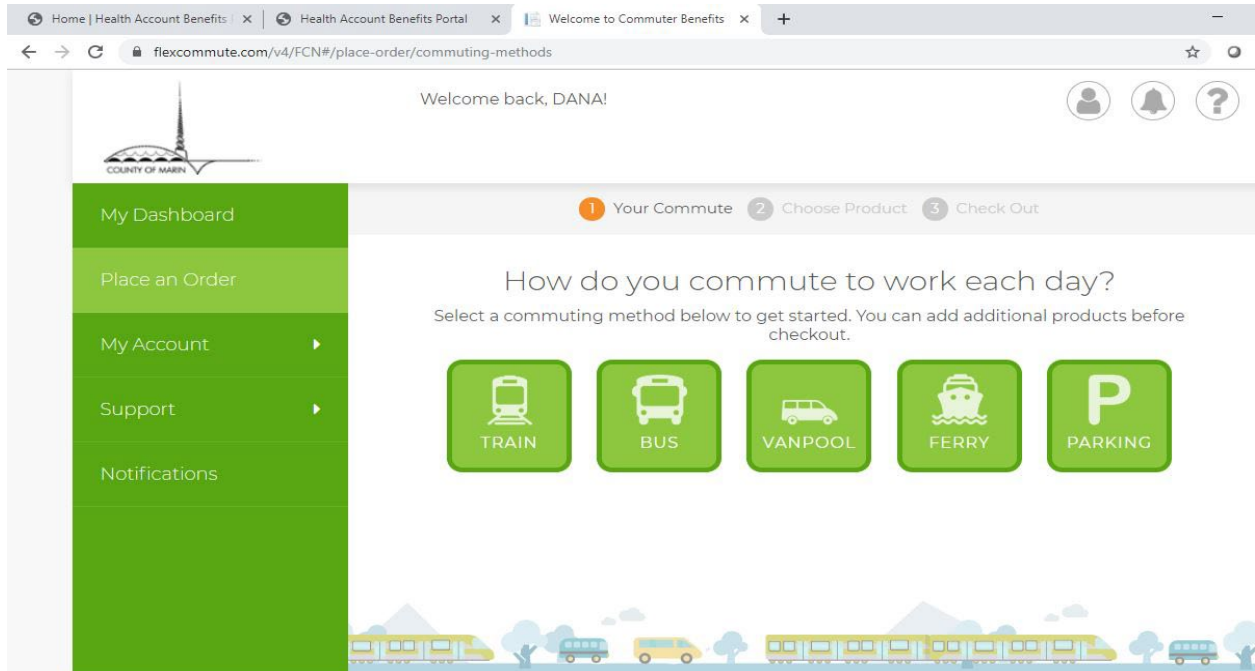 Home | Health Account Benefits
Health Account Benefits Portal
Welcome to Commuter Benefits
flexcommute.com/v4/FCN#/place-order/commuting-methods
COUNTY OF MARIN
Welcome back, DANA!
?
My Dashboard
Place an Order
My Account
Support
Notifications
1 Your Commute 2 Choose Product 3 Check Out
How do you commute to work each day?
Select a commuting method below to get started. You can add additional products before
checkout.
TRAIN
BUS
VANPOOL
FERRY
P
PARKING